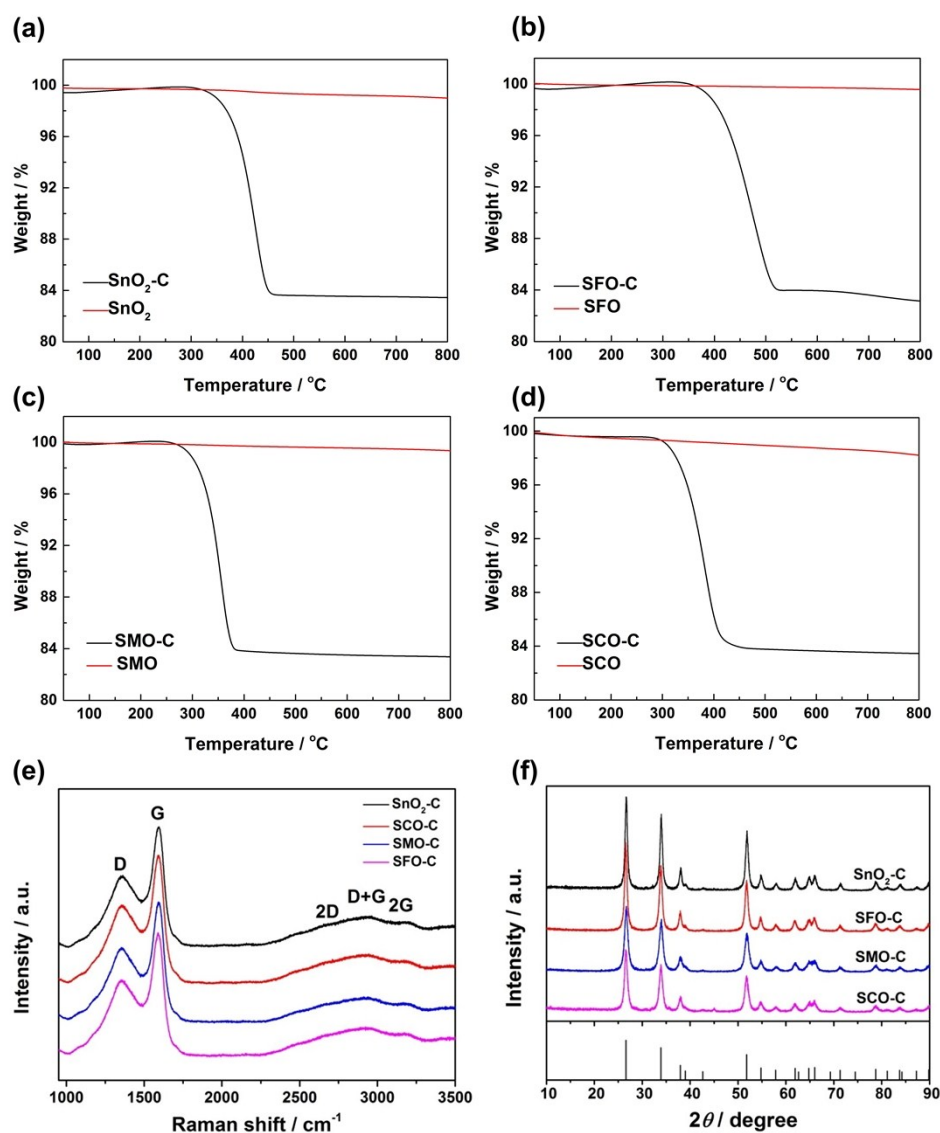 (a)
100
96
92
88
84
80
Weight / %
SnO₂-C
SnO₂
100 200 300 400 500 600 700 800
Temperature / °C
(b)
100
96
92
88
84
80
Weight / %
SFO-C
SFO
100 200 300 400 500 600 700 800
Temperature / °C
(c)
100
96
92
88
84
80
Weight / %
SMO-C
SMO
100 200 300 400 500 600 700 800
Temperature / °C
(d)
100
96
92
88
84
80
Weight / %
SCO-C
SCO
100 200 300 400 500 600 700 800
Temperature / °C
(e)
Intensity / a.u.
SnO₂-C
SCO-C
SMO-C
SFO-C
D
G
2D
D+G
2G
1000 1500 2000 2500 3000 3500
Raman shift / cm⁻¹
(f)
Intensity / a.u.
SnO₂-C
SFO-C
SMO-C
SCO-C
10 20 30 40 50 60 70 80 90
2θ / degree